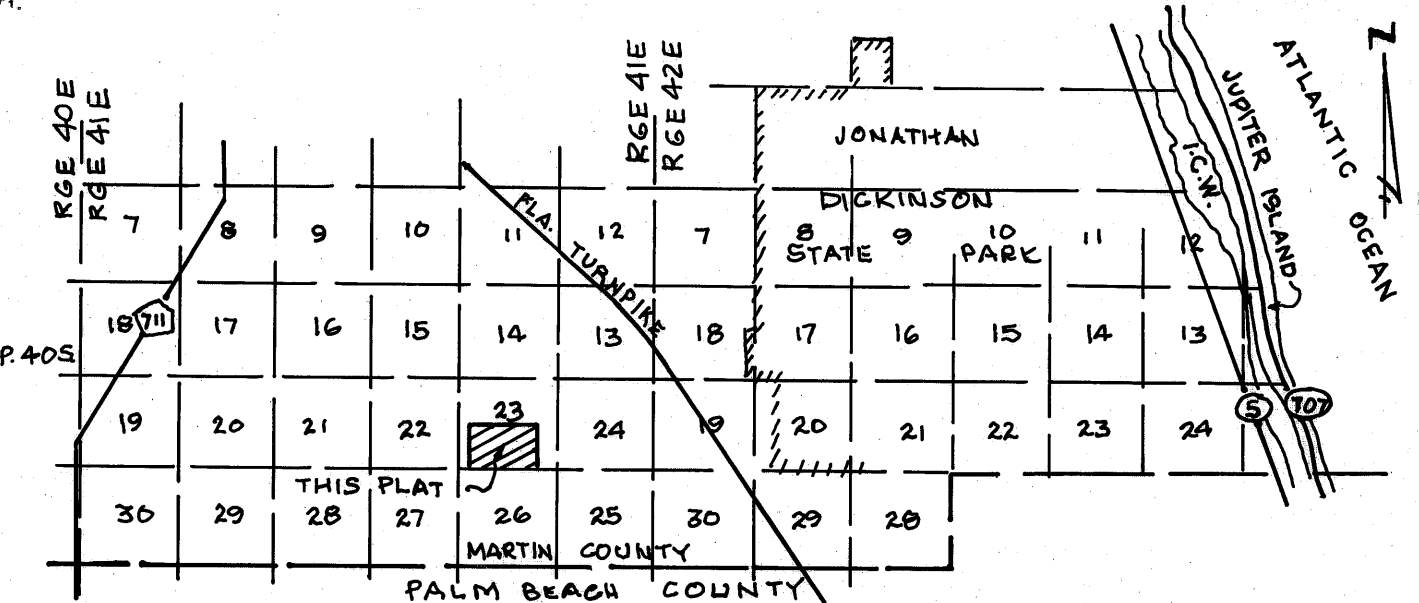 RGE 40E
RGE 41E
RGE 41E
RGE 42E
Z
ATLANTIC
OCEAN
JUPITER ISLAND
I.C.W.
JONATHAN
DICKINSON
STATE PARK
FLA. TURNPIKE
7 8 9 10 11 12 7 8 9 10 11 12
18 711 17 16 15 14 13 18 17 16 15 14 13
P. 40S
19 20 21 22 23 24 19 20 21 22 23 24
5 707
THIS PLAT
30 29 28 27 26 25 30 29 28
MARTIN COUNTY
PALM BEACH COUNTY